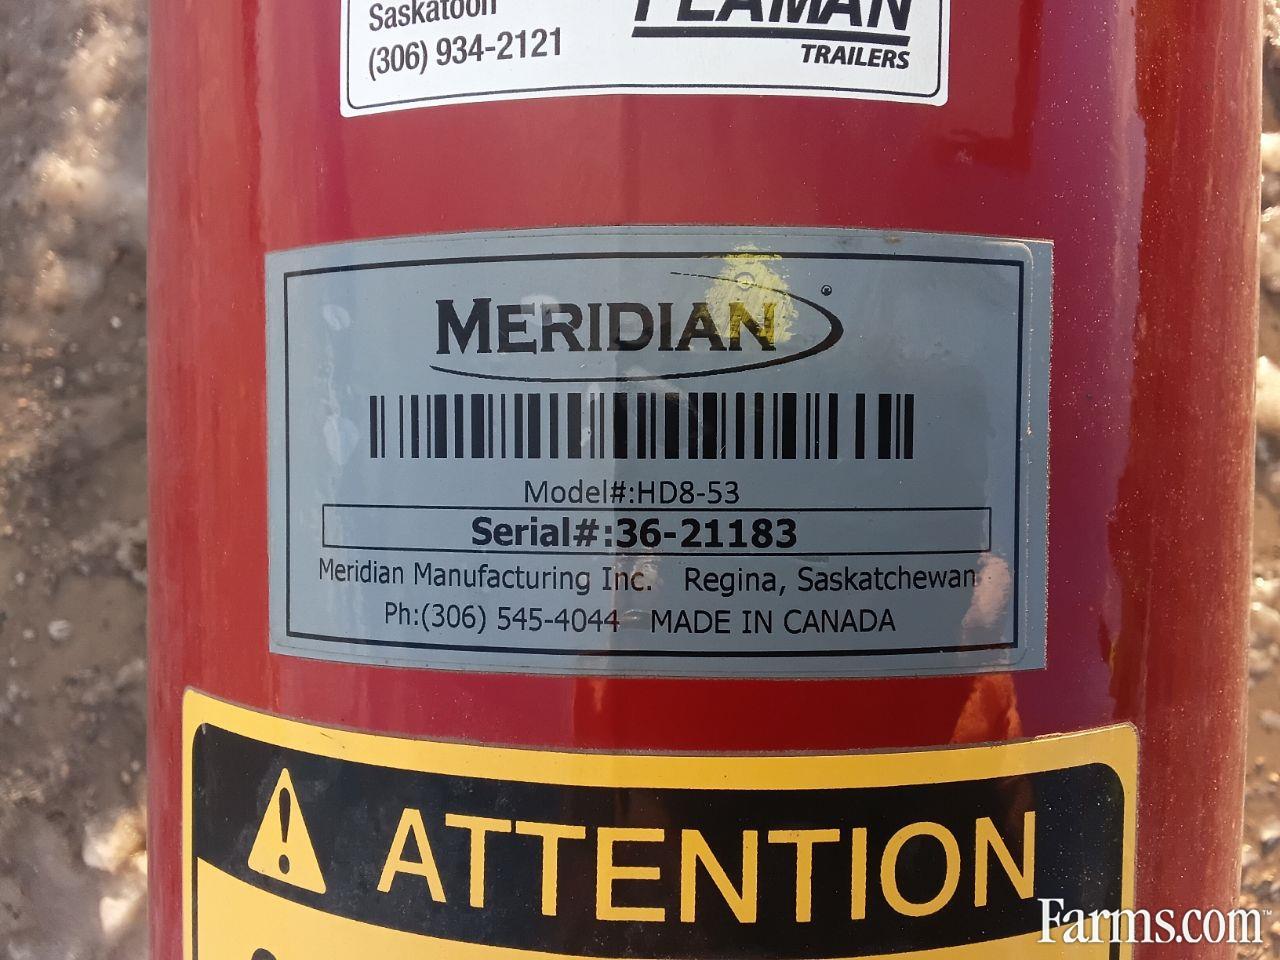 Saskatoon
(306) 934-2121
TRAILERS
MERIDIAN®
Model#:HD8-53
Serial#:36-21183
Meridian Manufacturing Inc. Regina, Saskatchewan
Ph:(306) 545-4044 MADE IN CANADA
ATTENTION
Farms.com™